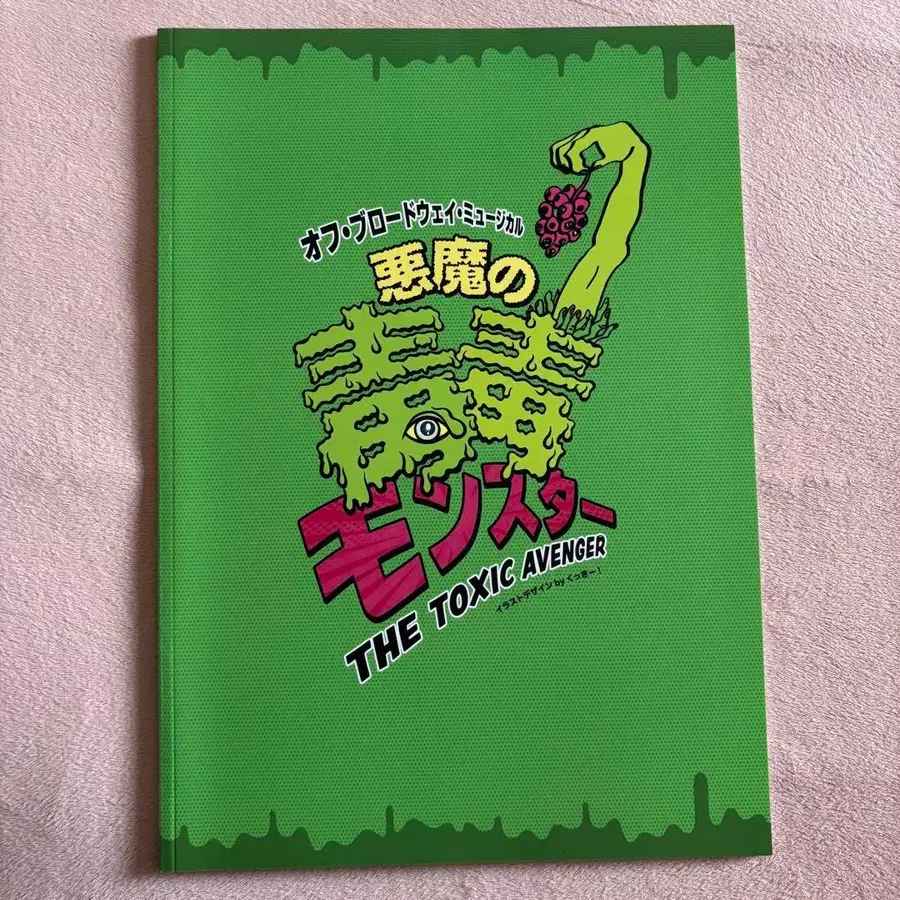 オフ・ブロードウェイ・ミュージカル
悪魔の
毒毒
モンスター
THE TOXIC AVENGER
イラストデザイン by くっきー！